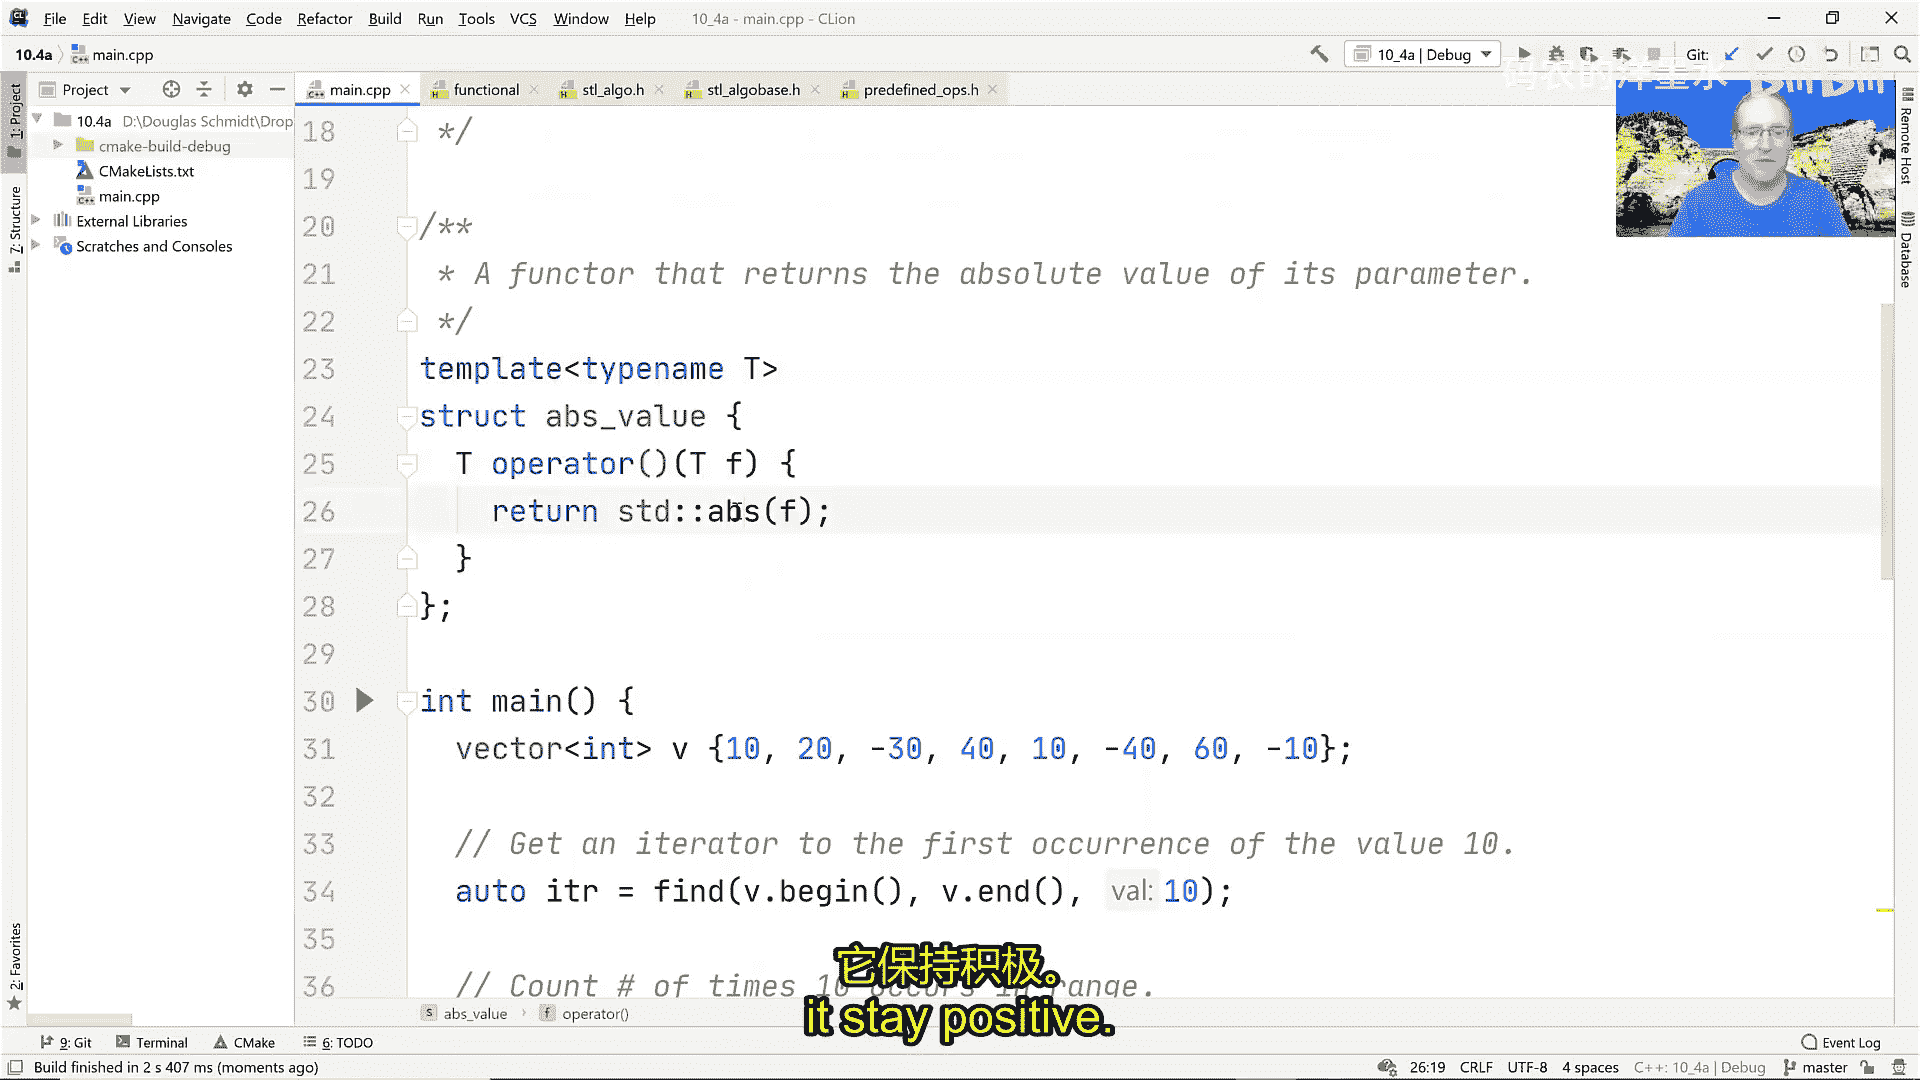 File Edit View Navigate Code Refactor Build Run Tools VCS Window Help 10_4a - main.cpp - CLion
10.4a main.cpp 10_4a | Debug Git:
Project main.cpp functional stl_algo.h stl_algobase.h predefined_ops.h
1: Project
7: Structure
2: Favorites
Remote Host
Database
10.4a D:\Douglas Schmidt\Drop
cmake-build-debug
CMakeLists.txt
main.cpp
External Libraries
Scratches and Consoles
18 */
19
20 /**
21 * A functor that returns the absolute value of its parameter.
22 */
23 template<typename T>
24 struct abs_value {
25 T operator()(T f) {
26 return std::abs(f);
27 }
28 };
29
30 int main() {
31 vector<int> v {10, 20, -30, 40, 10, -40, 60, -10};
32
33 // Get an iterator to the first occurrence of the value 10.
34 auto itr = find(v.begin(), v.end(), val: 10);
35
36 // Count # of times 10 occurs in range.
它保持积极。
it stay positive.
abs_value operator()
9: Git Terminal CMake 6: TODO Event Log
Build finished in 2 s 407 ms (moments ago) 26:19 CRLF UTF-8 4 spaces C++: 10_4a | Debug master